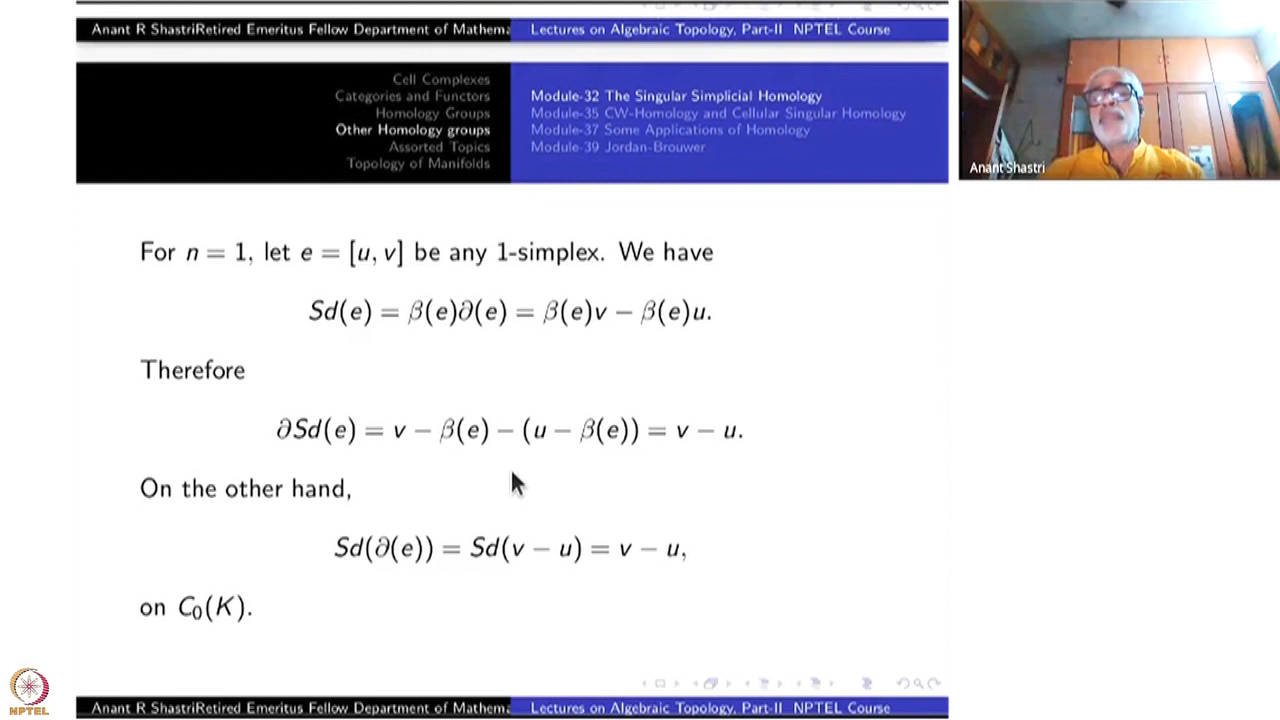 Anant R ShastriRetired Emeritus Fellow Department of Mathema Lectures on Algebraic Topology, Part-II NPTEL Course
Cell Complexes
Categories and Functors
Homology Groups
Other Homology groups
Assorted Topics
Topology of Manifolds
Module-32 The Singular Simplicial Homology
Module-35 CW-Homology and Cellular Singular Homology
Module-37 Some Applications of Homology
Module-39 Jordan-Brouwer
Anant Shastri
For n = 1, let e = [u, v] be any 1-simplex. We have
Sd(e) = β(e)∂(e) = β(e)v − β(e)u.
Therefore
∂Sd(e) = v − β(e) − (u − β(e)) = v − u.
On the other hand,
Sd(∂(e)) = Sd(v − u) = v − u,
on C₀(K).
NPTEL
Anant R ShastriRetired Emeritus Fellow Department of Mathema Lectures on Algebraic Topology, Part-II NPTEL Course